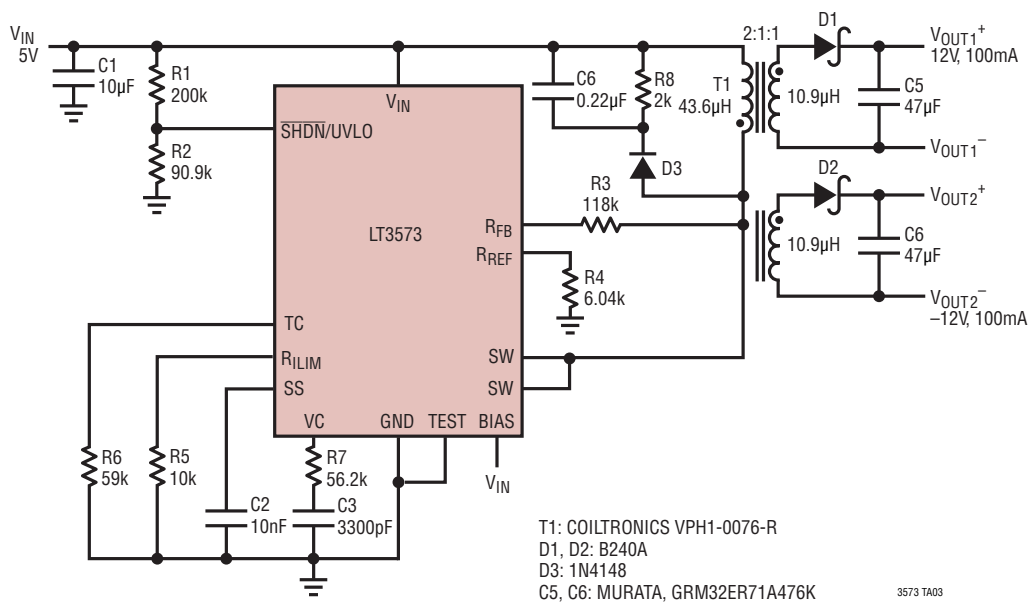 VIN
5V
C1
10µF
R1
200k
R2
90.9k
VIN
SHDN/UVLO
LT3573
RFB
RREF
TC
RILIM
SS
VC
GND
TEST
BIAS
SW
SW
VIN
C6
0.22µF
R8
2k
D3
R3
118k
R4
6.04k
T1
43.6µH
2:1:1
10.9µH
D1
C5
47µF
VOUT1+
12V, 100mA
VOUT1–
10.9µH
D2
C6
47µF
VOUT2+
VOUT2–
–12V, 100mA
R6
59k
R5
10k
C2
10nF
R7
56.2k
C3
3300pF
T1: COILTRONICS VPH1-0076-R
D1, D2: B240A
D3: 1N4148
C5, C6: MURATA, GRM32ER71A476K
3573 TA03